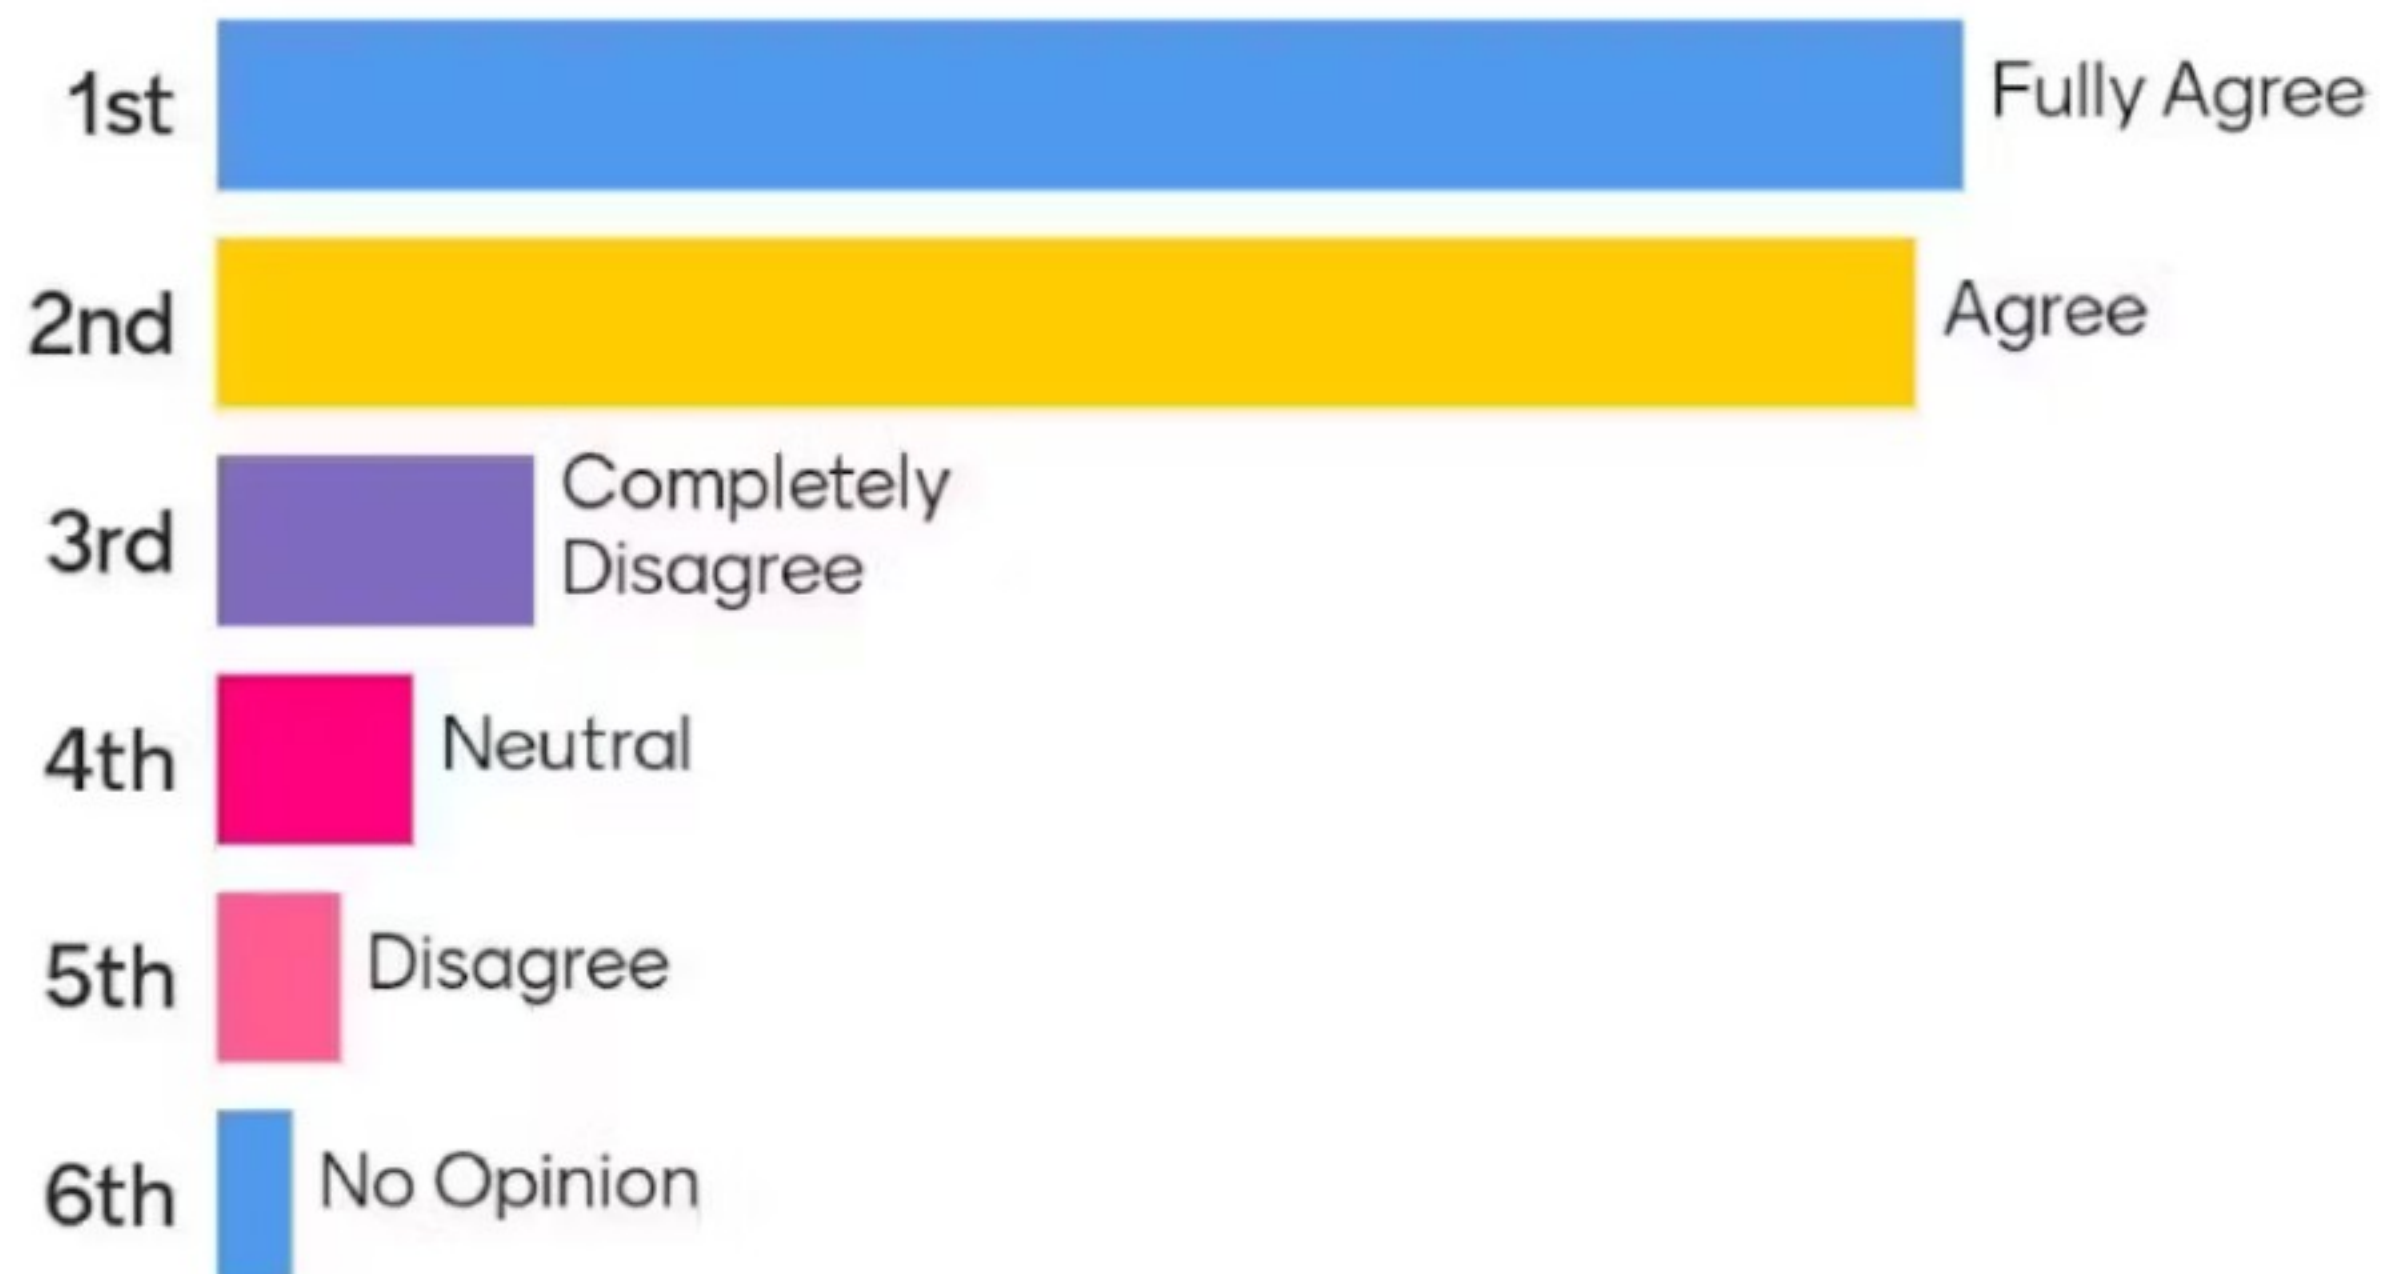 1st Fully Agree
2nd Agree
3rd Completely
Disagree
4th Neutral
5th Disagree
6th No Opinion